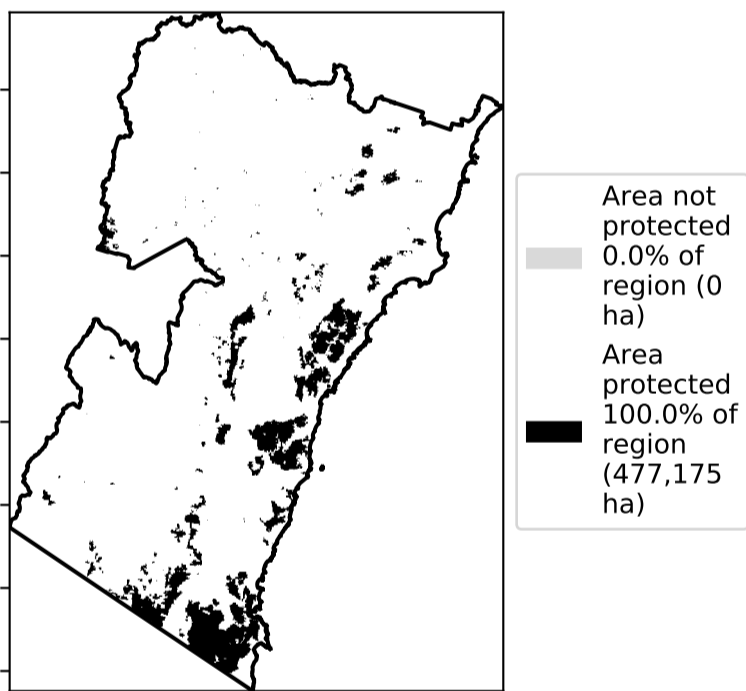 Area not
protected
0.0% of
region (0
ha)
Area
protected
100.0% of
region
(477,175
ha)